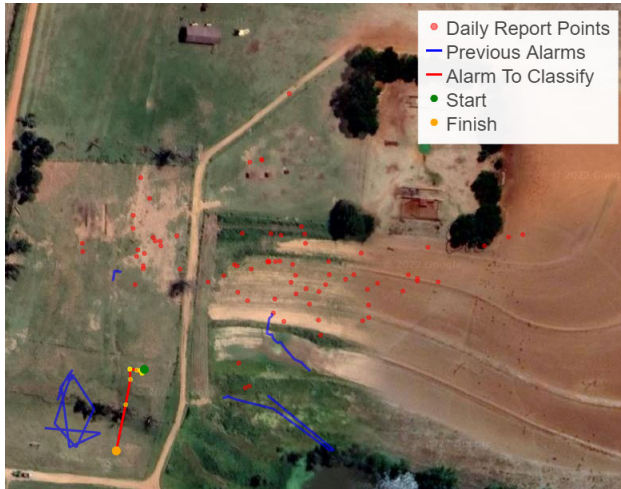 Daily Report Points
Previous Alarms
Alarm To Classify
Start
Finish